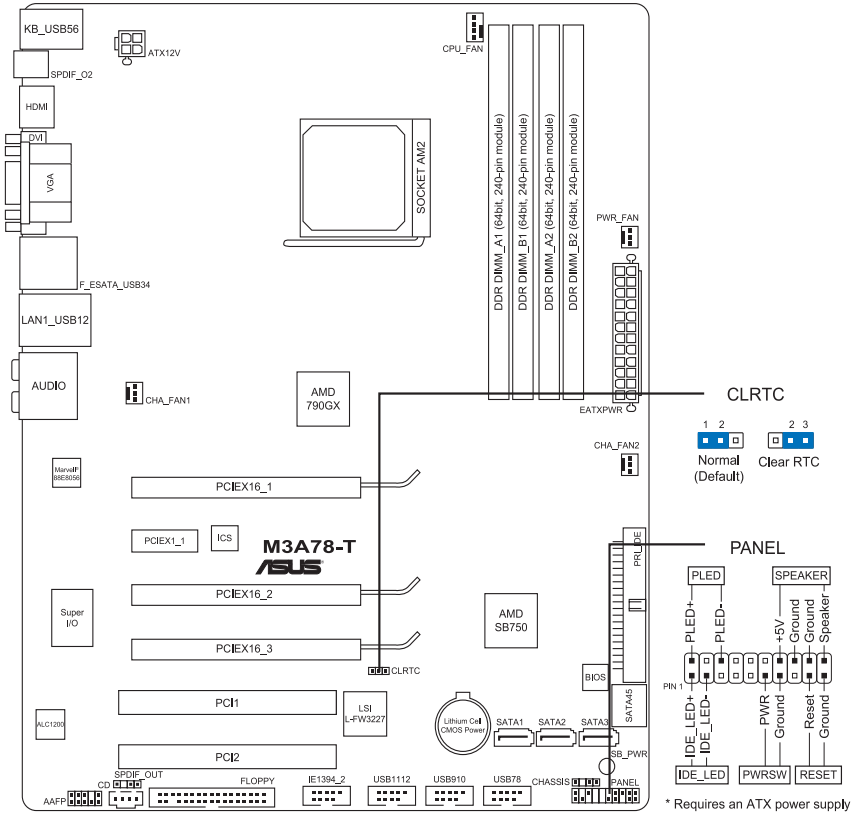 KB_USB56
ATX12V
CPU_FAN
SPDIF_O2
HDMI
DVI
VGA
SOCKET AM2
DDR DIMM_A1 (64bit, 240-pin module)
DDR DIMM_B1 (64bit, 240-pin module)
DDR DIMM_A2 (64bit, 240-pin module)
DDR DIMM_B2 (64bit, 240-pin module)
PWR_FAN
F_ESATA_USB34
LAN1_USB12
AUDIO
CHA_FAN1
AMD
790GX
EATXPWR
CLRTC
1 2
2 3
Normal
(Default)
Clear RTC
CHA_FAN2
Marvell®
88E8056
PCIEX16_1
PCIEX1_1
ICS
M3A78-T
ASUS
PRI_IDE
PANEL
PLED
SPEAKER
PLED+
PLED-
+5V
Ground
Ground
Speaker
PIN 1
IDE_LED+
IDE_LED-
PWR
Ground
Reset
Ground
IDE_LED
PWRSW
RESET
* Requires an ATX power supply
Super
I/O
PCIEX16_2
AMD
SB750
PCIEX16_3
CLRTC
BIOS
SATA45
PCI1
LSI
L-FW3227
Lithium Cell
CMOS Power
SATA1
SATA2
SATA3
ALC1200
PCI2
SB_PWR
SPDIF_OUT
CD
AAFP
FLOPPY
IE1394_2
USB1112
USB910
USB78
CHASSIS
PANEL